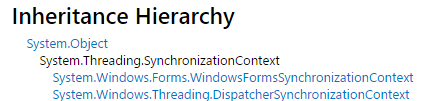 Inheritance Hierarchy
System.Object
System.Threading.SynchronizationContext
System.Windows.Forms.WindowsFormsSynchronizationContext
System.Windows.Threading.DispatcherSynchronizationContext